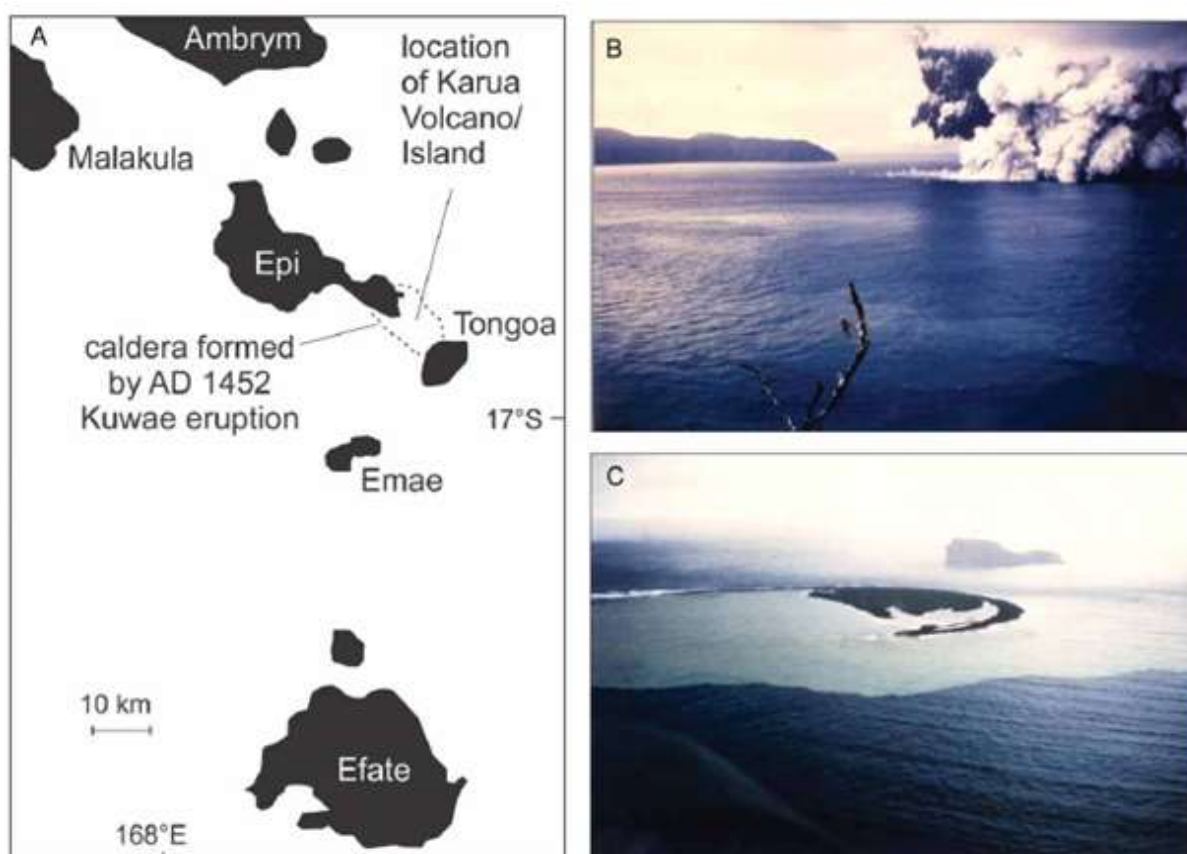 A
Ambrym
location
of Karua
Volcano/
Island
Malakula
Epi
Tongoa
caldera formed
by AD 1452
Kuwae eruption
17°S
Emae
10 km
Efate
168°E
B
C